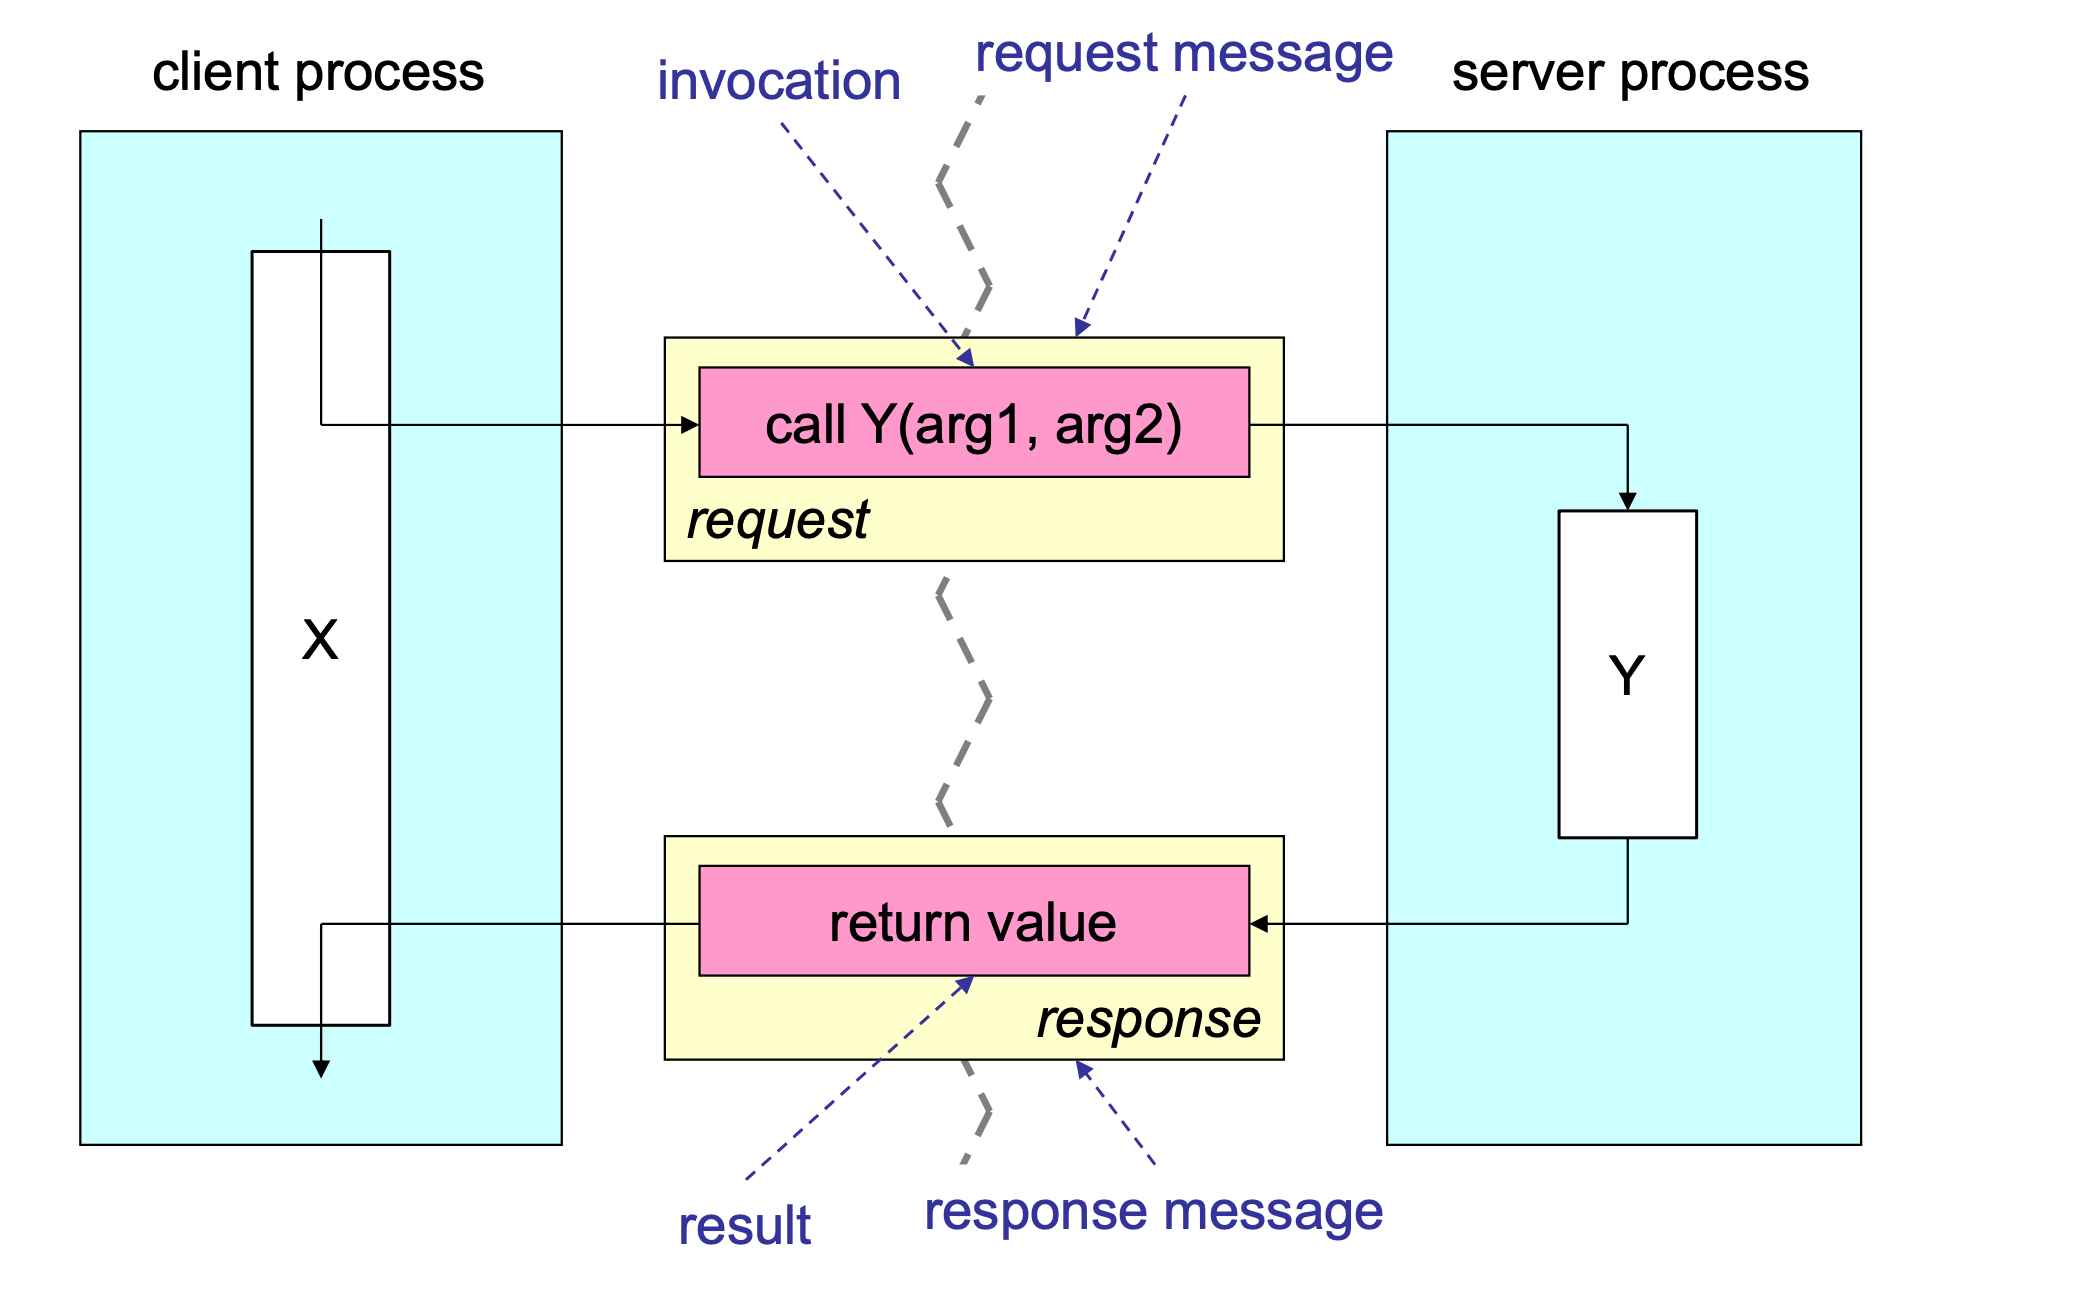 client process
invocation
request message
server process
call Y(arg1, arg2)
request
X
Y
return value
response
result
response message